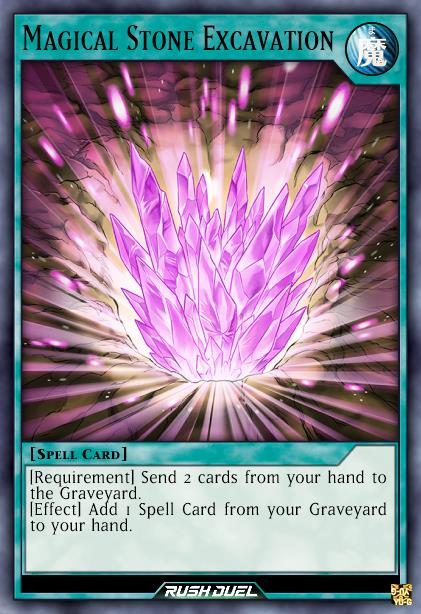 Magical Stone Excavation
ま
魔
[Spell Card]
[Requirement] Send 2 cards from your hand to
the Graveyard.
[Effect] Add 1 Spell Card from your Graveyard
to your hand.
RUSH DUEL